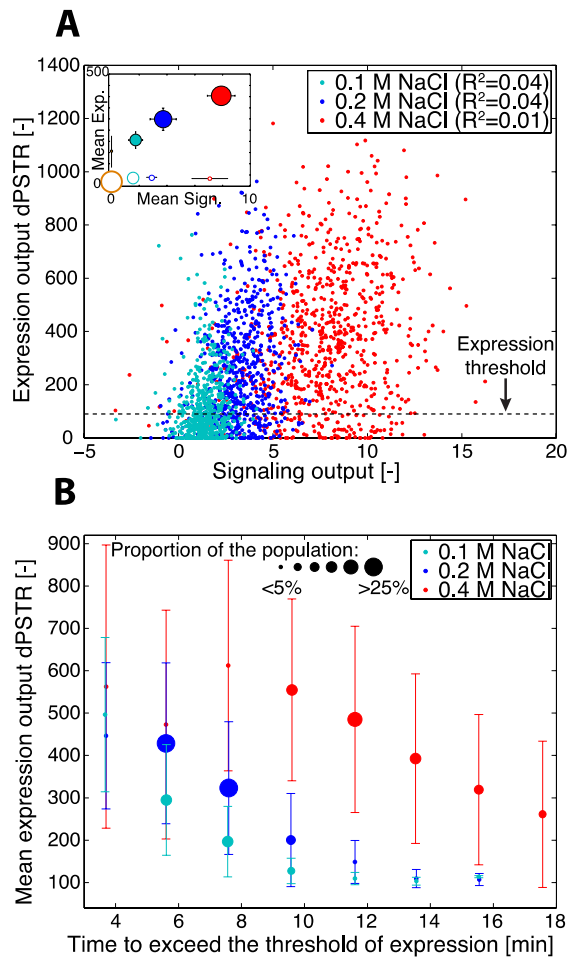 A
1400
1200
1000
800
600
400
200
0
Expression output dPSTR [-]
500
0
Mean Exp.
0
10
Mean Sign.
0.1 M NaCl (R²=0.04)
0.2 M NaCl (R²=0.04)
0.4 M NaCl (R²=0.01)
Expression
threshold
-5
0
5
10
15
20
Signaling output [-]
B
900
800
700
600
500
400
300
200
100
Mean expression output dPSTR [-]
Proportion of the population:
<5%
>25%
0.1 M NaCl
0.2 M NaCl
0.4 M NaCl
4
6
8
10
12
14
16
18
Time to exceed the threshold of expression [min]